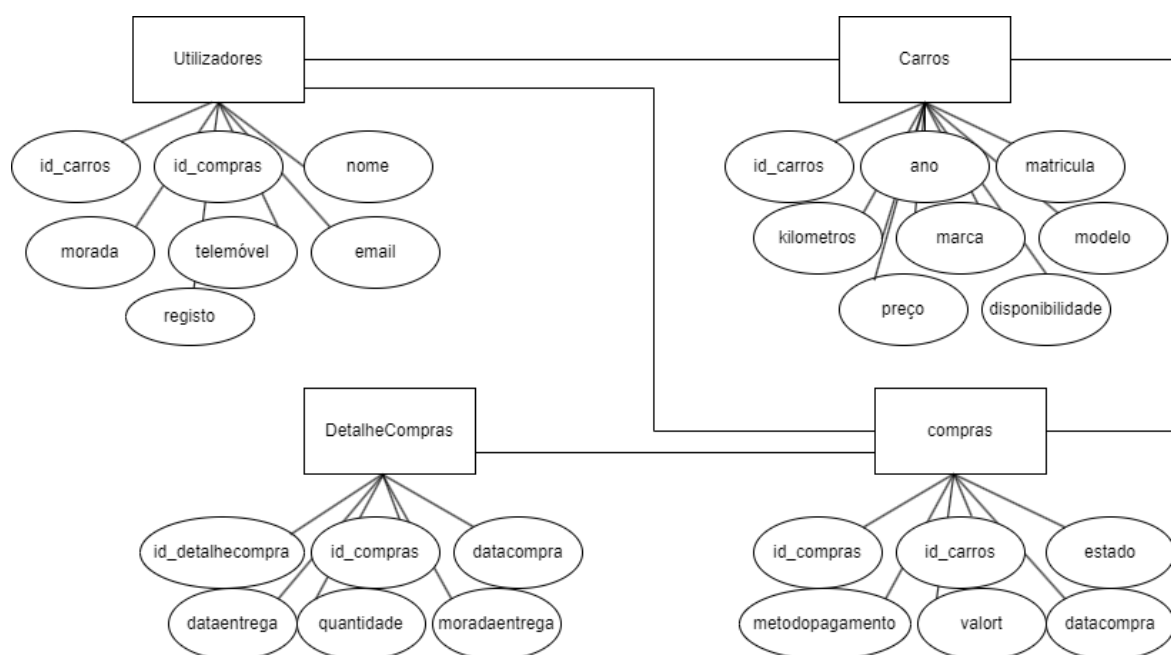 Utilizadores
Carros
id_carros
id_compras
nome
id_carros
ano
matricula
morada
telemóvel
email
kilometros
marca
modelo
registo
preço
disponibilidade
DetalheCompras
compras
id_detalhecompra
id_compras
datacompra
id_compras
id_carros
estado
dataentrega
quantidade
moradaentrega
metodopagamento
valort
datacompra